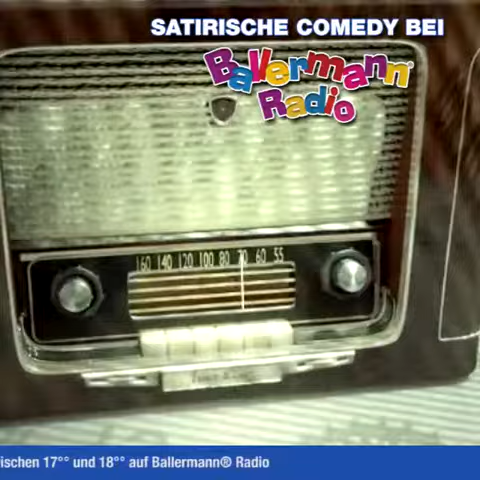 SATIRISCHE COMEDY BEI
Ballermann®
Radio
160 140 120 100 80 70 60 55
ischen 17°° und 18°° auf Ballermann® Radio